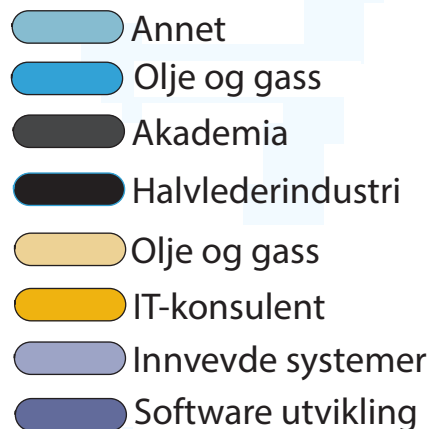 Annet
Olje og gass
Akademia
Halvlederindustri
Olje og gass
IT-konsulent
Innvevde systemer
Software utvikling